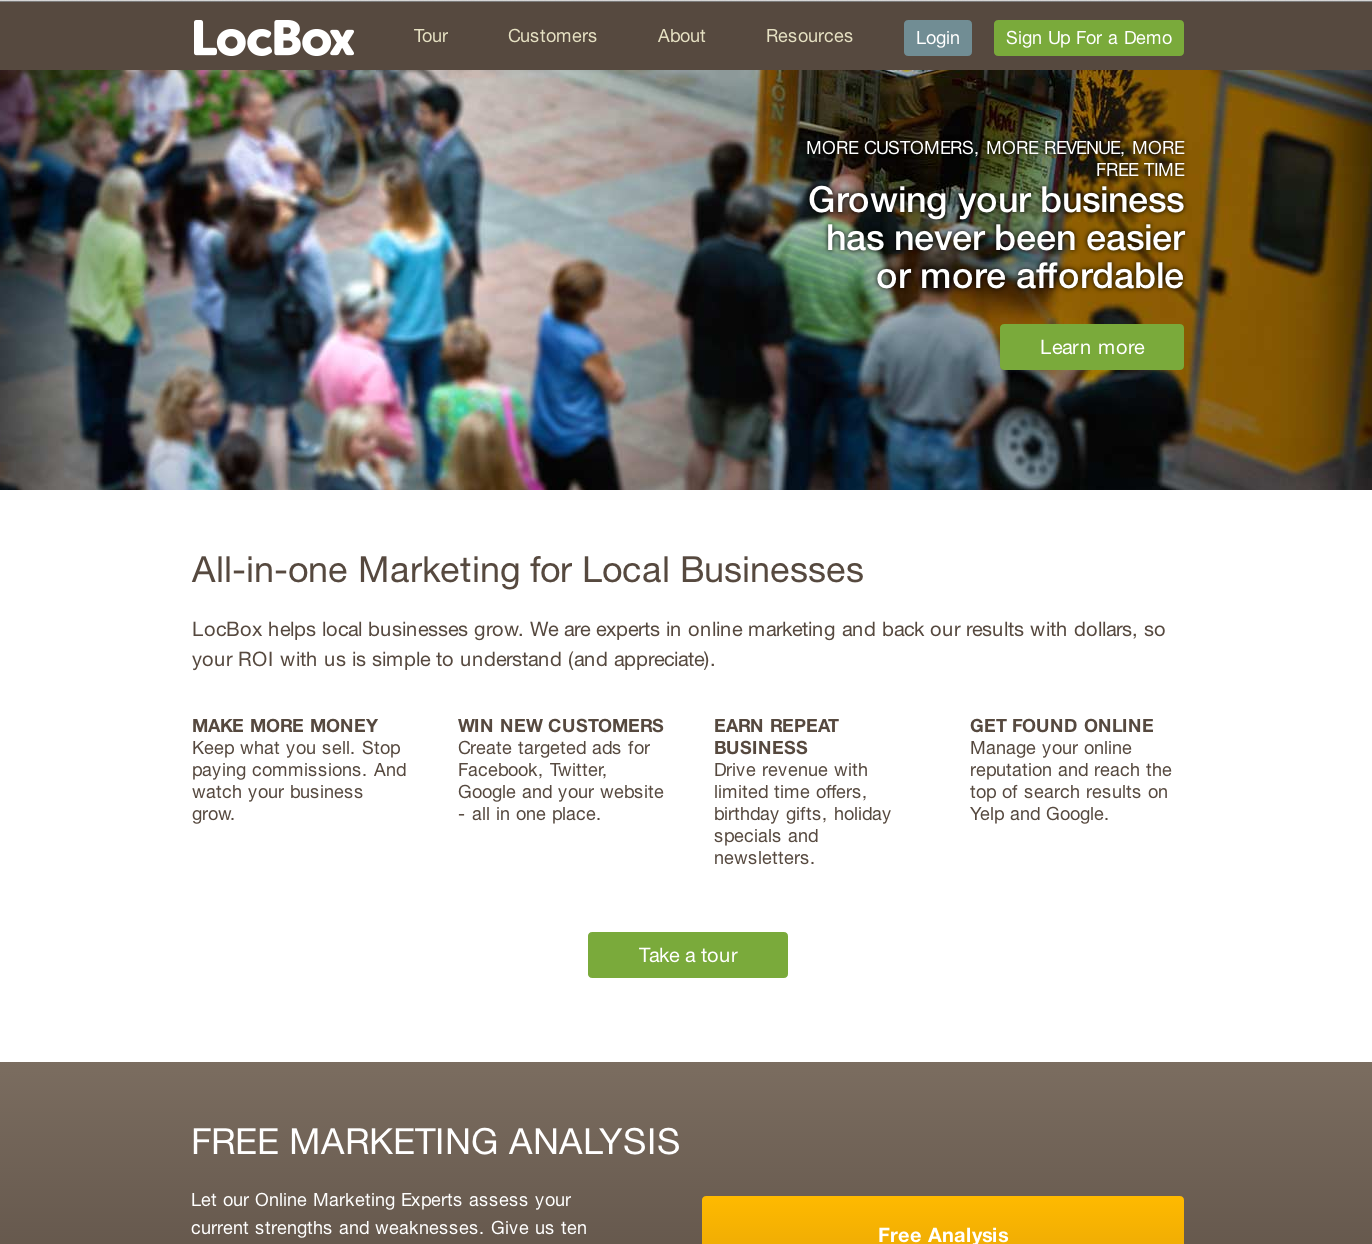 LocBox
Tour
Customers
About
Resources
Login
Sign Up For a Demo
ION
Menu
MORE CUSTOMERS, MORE REVENUE, MORE
FREE TIME
Growing your business
has never been easier
or more affordable
Learn more
All-in-one Marketing for Local Businesses
LocBox helps local businesses grow. We are experts in online marketing and back our results with dollars, so
your ROI with us is simple to understand (and appreciate).
MAKE MORE MONEY
Keep what you sell. Stop
paying commissions. And
watch your business
grow.
WIN NEW CUSTOMERS
Create targeted ads for
Facebook, Twitter,
Google and your website
- all in one place.
EARN REPEAT
BUSINESS
Drive revenue with
limited time offers,
birthday gifts, holiday
specials and
newsletters.
GET FOUND ONLINE
Manage your online
reputation and reach the
top of search results on
Yelp and Google.
Take a tour
FREE MARKETING ANALYSIS
Let our Online Marketing Experts assess your
current strengths and weaknesses. Give us ten
Free Analysis